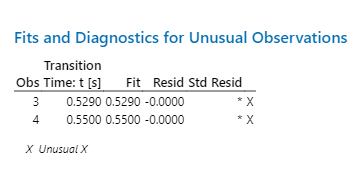 Fits and Diagnostics for Unusual Observations
Transition
Obs Time: t [s] Fit Resid Std Resid
3 0.5290 0.5290 -0.0000 * X
4 0.5500 0.5500 -0.0000 * X
X Unusual X